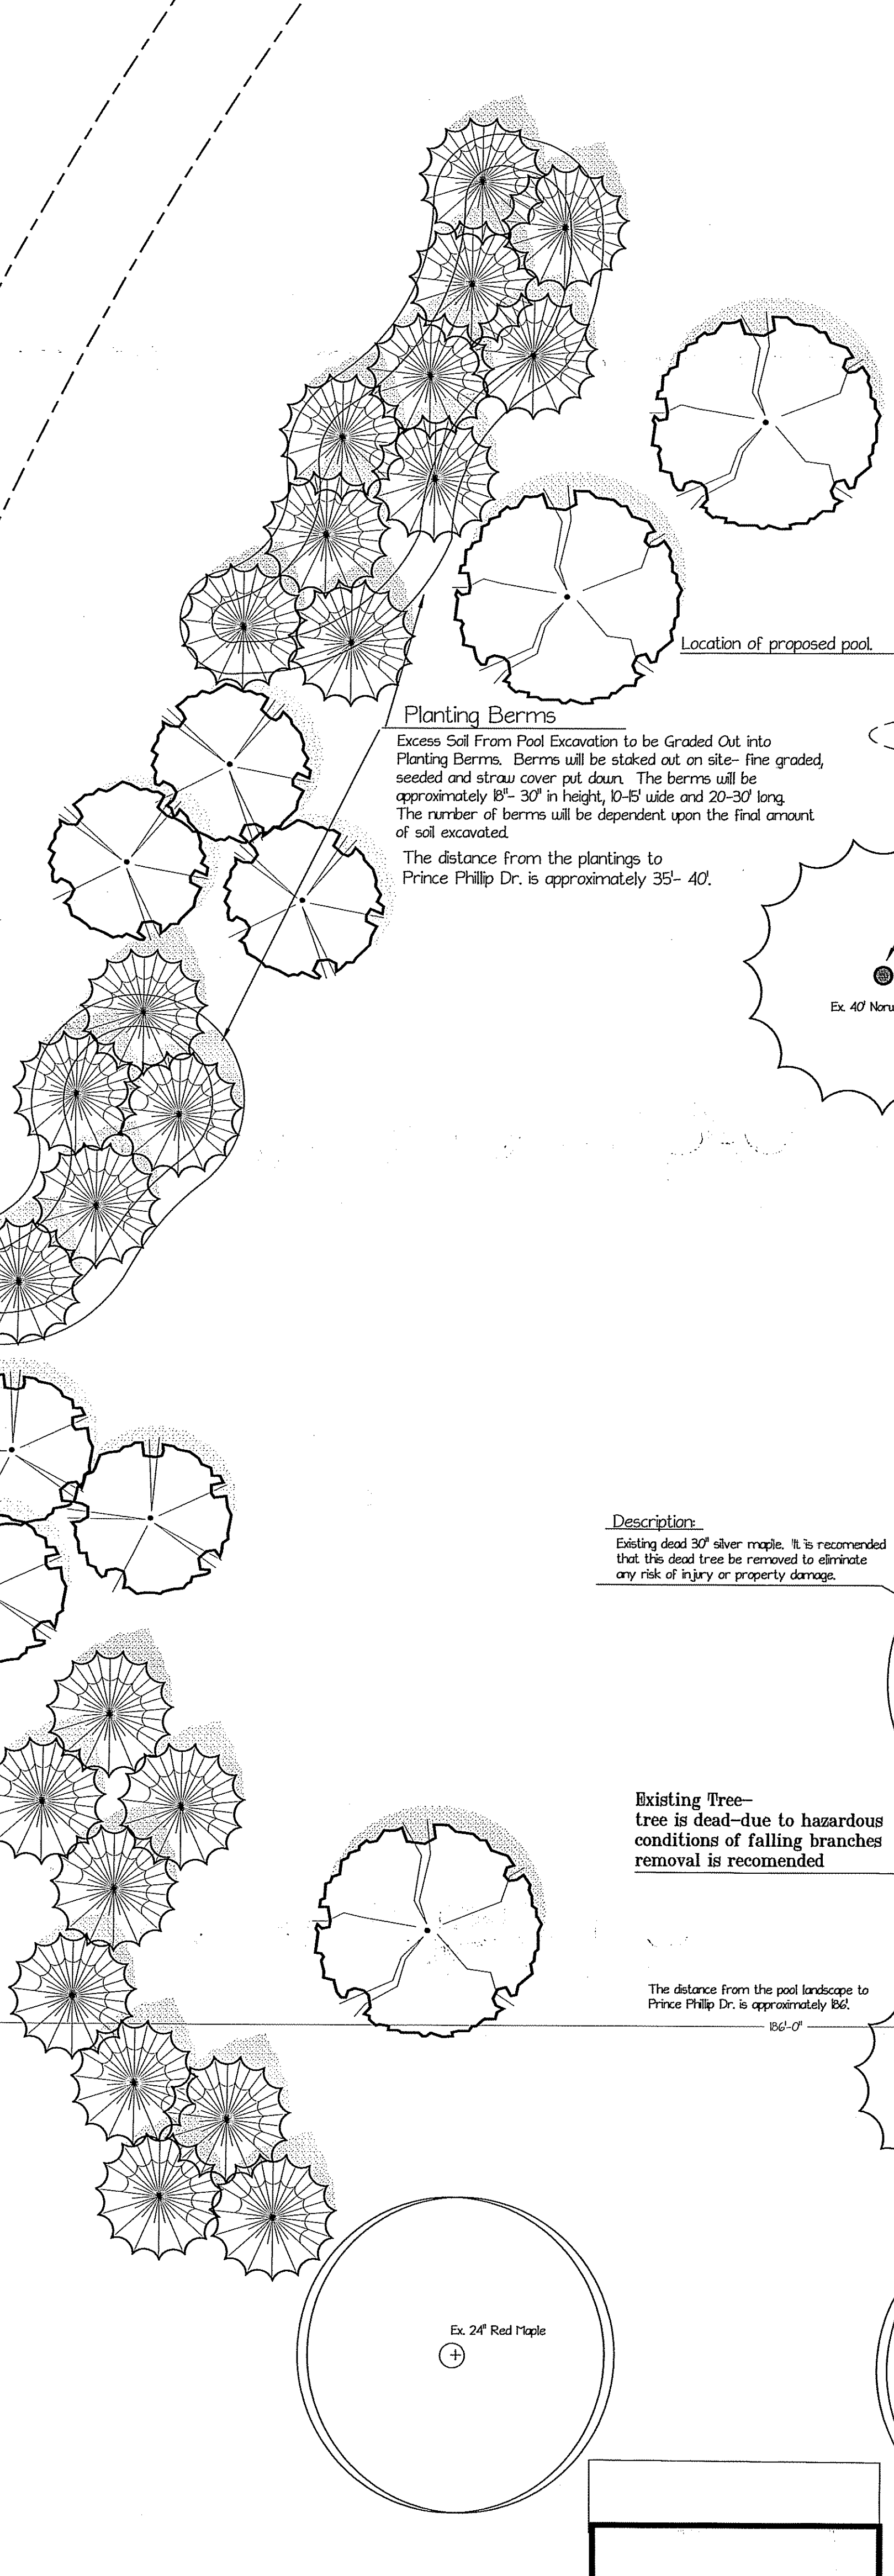 Location of proposed pool.
Planting Berms
Excess Soil From Pool Excavation to be Graded Out into
Planting Berms. Berms will be staked out on site- fine graded,
seeded and straw cover put down. The berms will be
approximately 18"- 30" in height, 10-15' wide and 20-30' long.
The number of berms will be dependent upon the final amount
of soil excavated.
The distance from the plantings to
Prince Phillip Dr. is approximately 35'- 40'.
Ex. 40' Norw
Description:
Existing dead 30" silver maple. It is recomended
that this dead tree be removed to eliminate
any risk of injury or property damage.
Existing Tree-
tree is dead-due to hazardous
conditions of falling branches
removal is recomended
The distance from the pool landscape to
Prince Phillip Dr. is approximately 186'.
186'-0"
Ex. 24" Red Maple